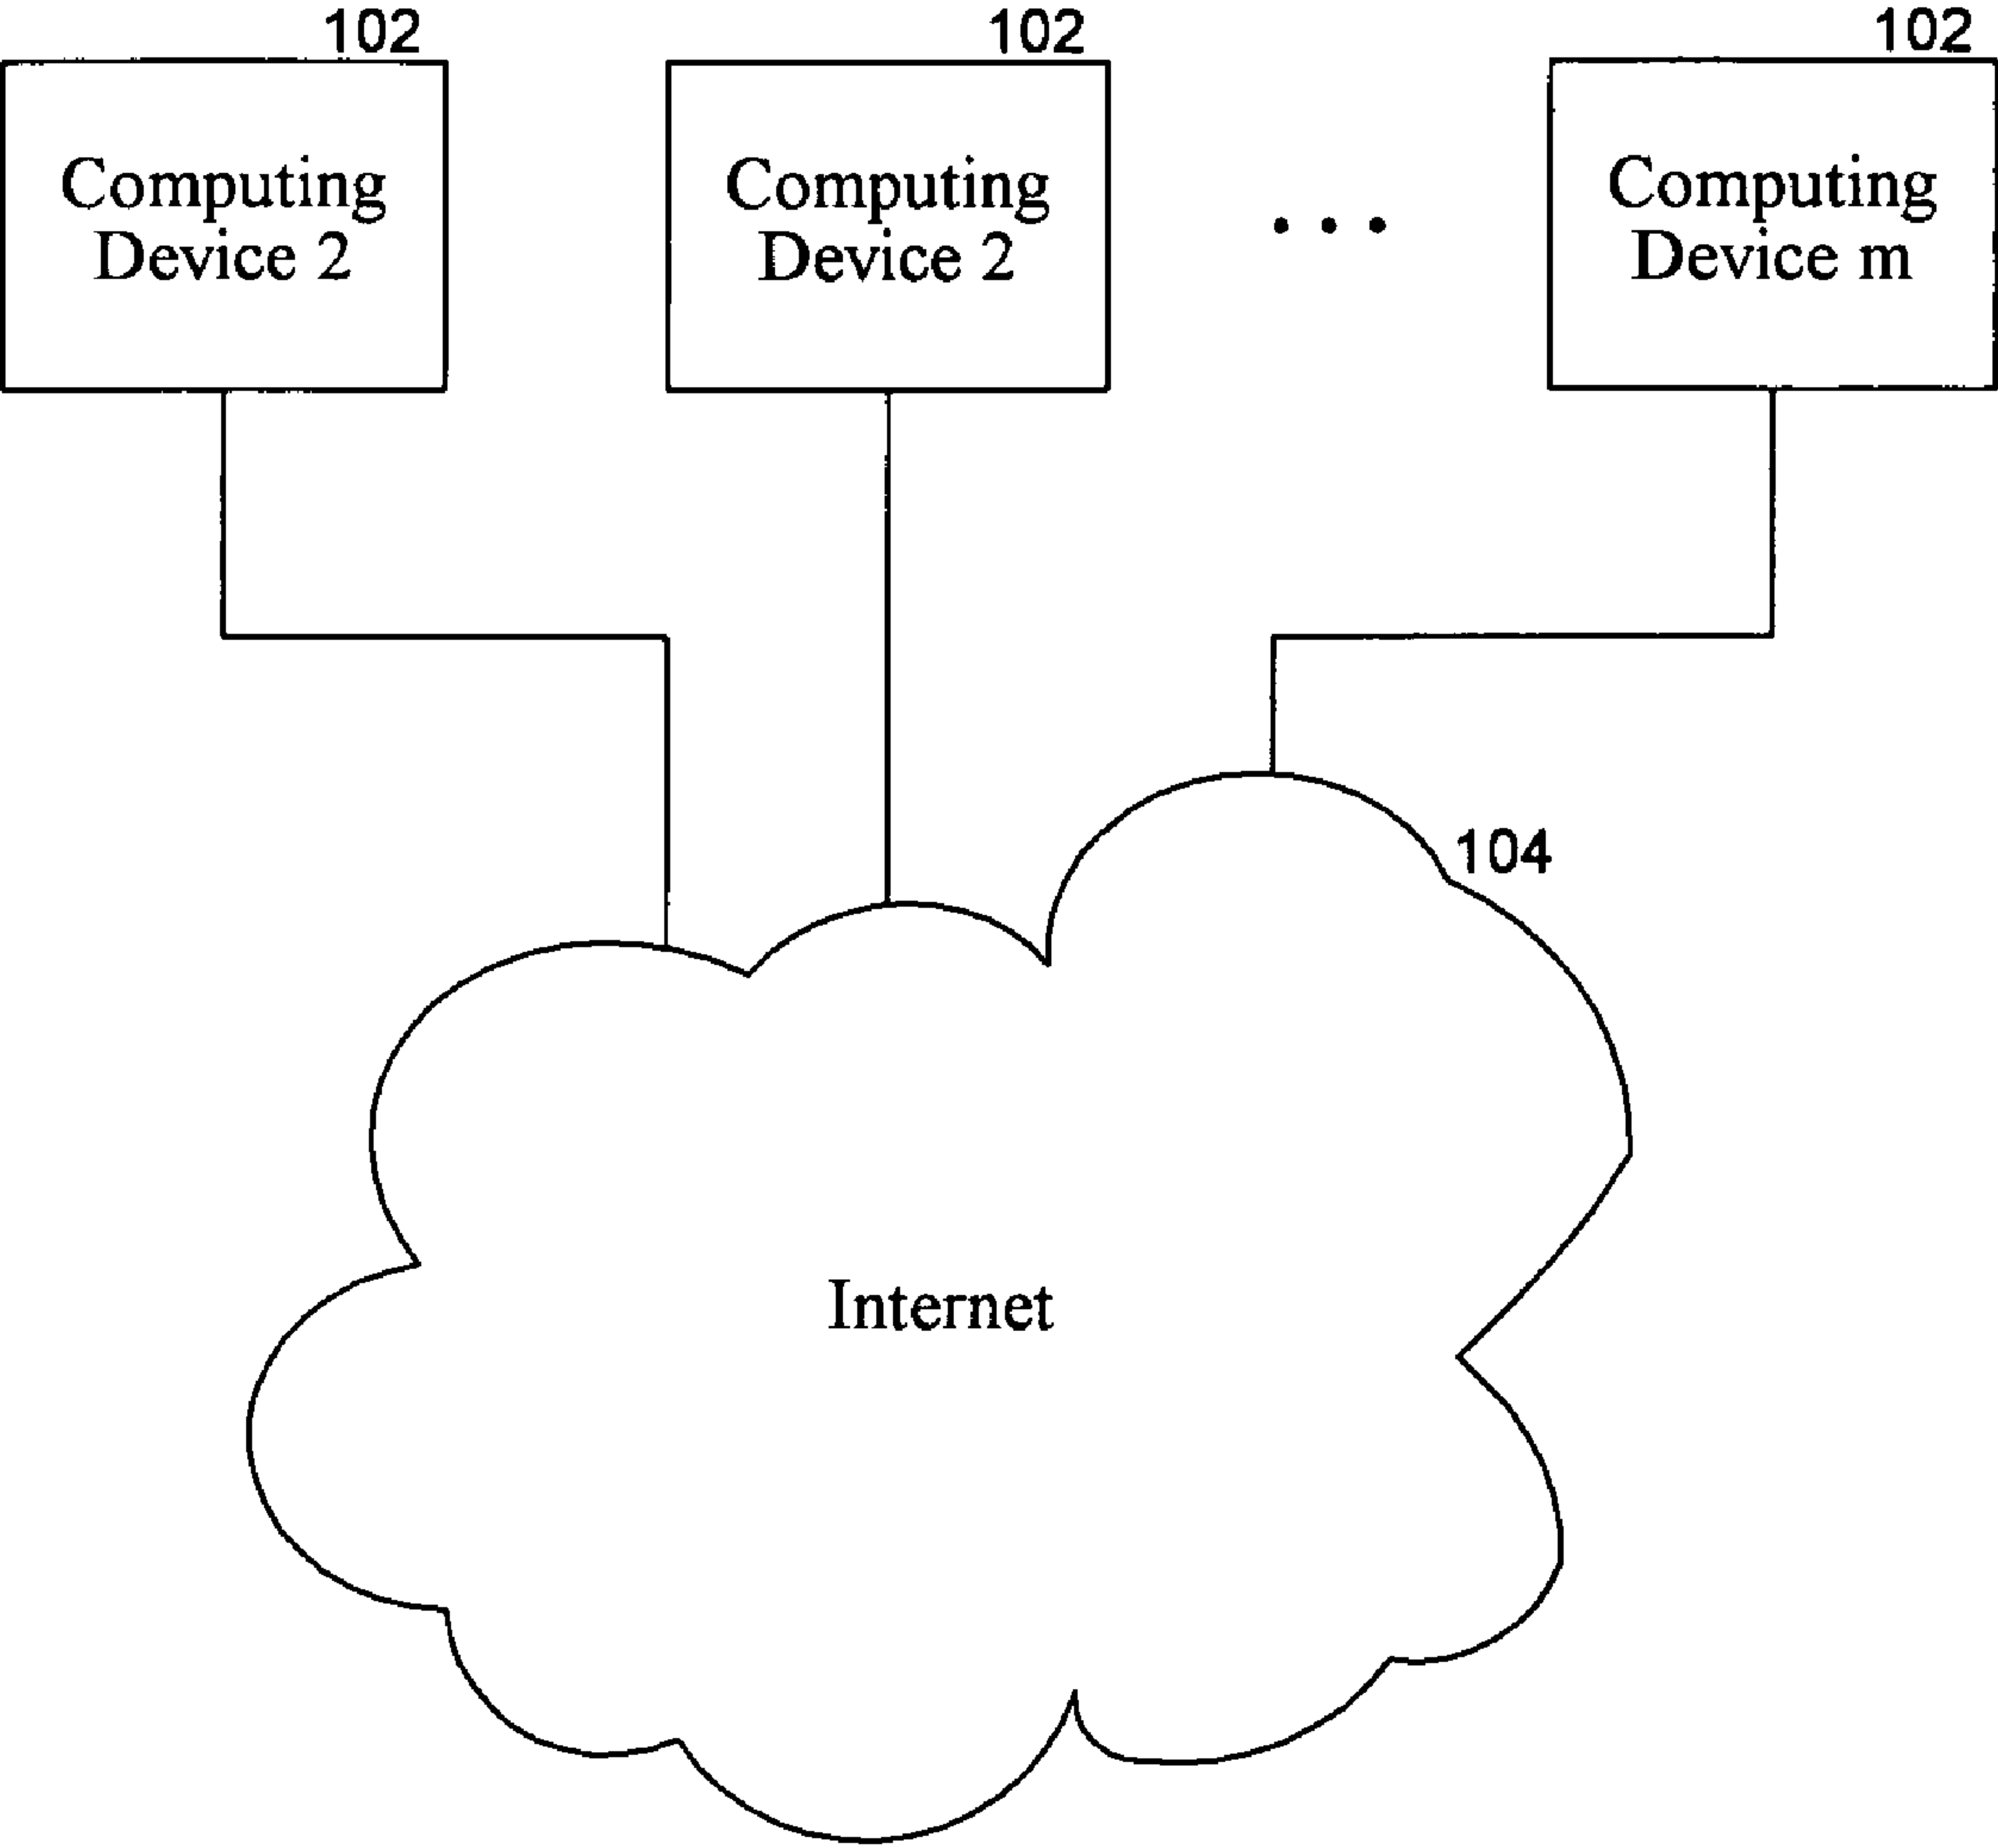 102
102
102
Computing
Device 2
Computing
Device 2
. . .
Computing
Device m
104
Internet